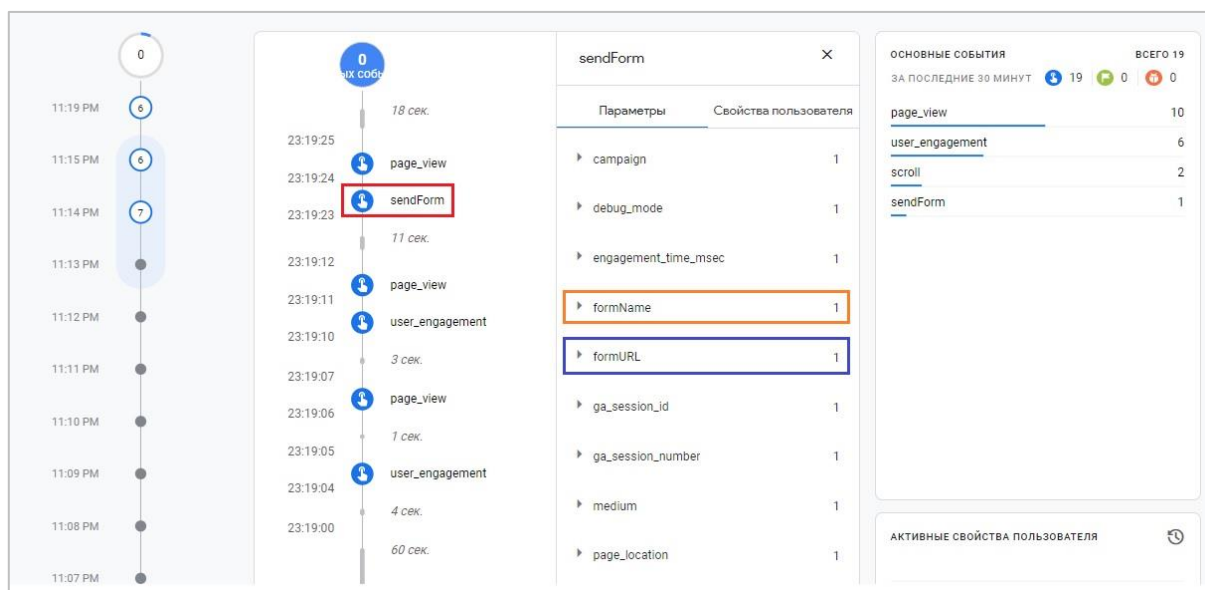 0
11:19 PM 6
11:15 PM 6
11:14 PM 7
11:13 PM
11:12 PM
11:11 PM
11:10 PM
11:09 PM
11:08 PM
11:07 PM
0
ых собы
18 сек.
23:19:25
page_view
23:19:24
sendForm
23:19:23
11 сек.
23:19:12
page_view
23:19:11
user_engagement
23:19:10
3 сек.
23:19:07
page_view
23:19:06
1 сек.
23:19:05
user_engagement
23:19:04
4 сек.
23:19:00
60 сек.
sendForm
Параметры Свойства пользователя
campaign 1
debug_mode 1
engagement_time_msec 1
formName 1
formURL 1
ga_session_id 1
ga_session_number 1
medium 1
page_location 1
ОСНОВНЫЕ СОБЫТИЯ ВСЕГО 19
ЗА ПОСЛЕДНИЕ 30 МИНУТ 19 0 0
page_view 10
user_engagement 6
scroll 2
sendForm 1
АКТИВНЫЕ СВОЙСТВА ПОЛЬЗОВАТЕЛЯ